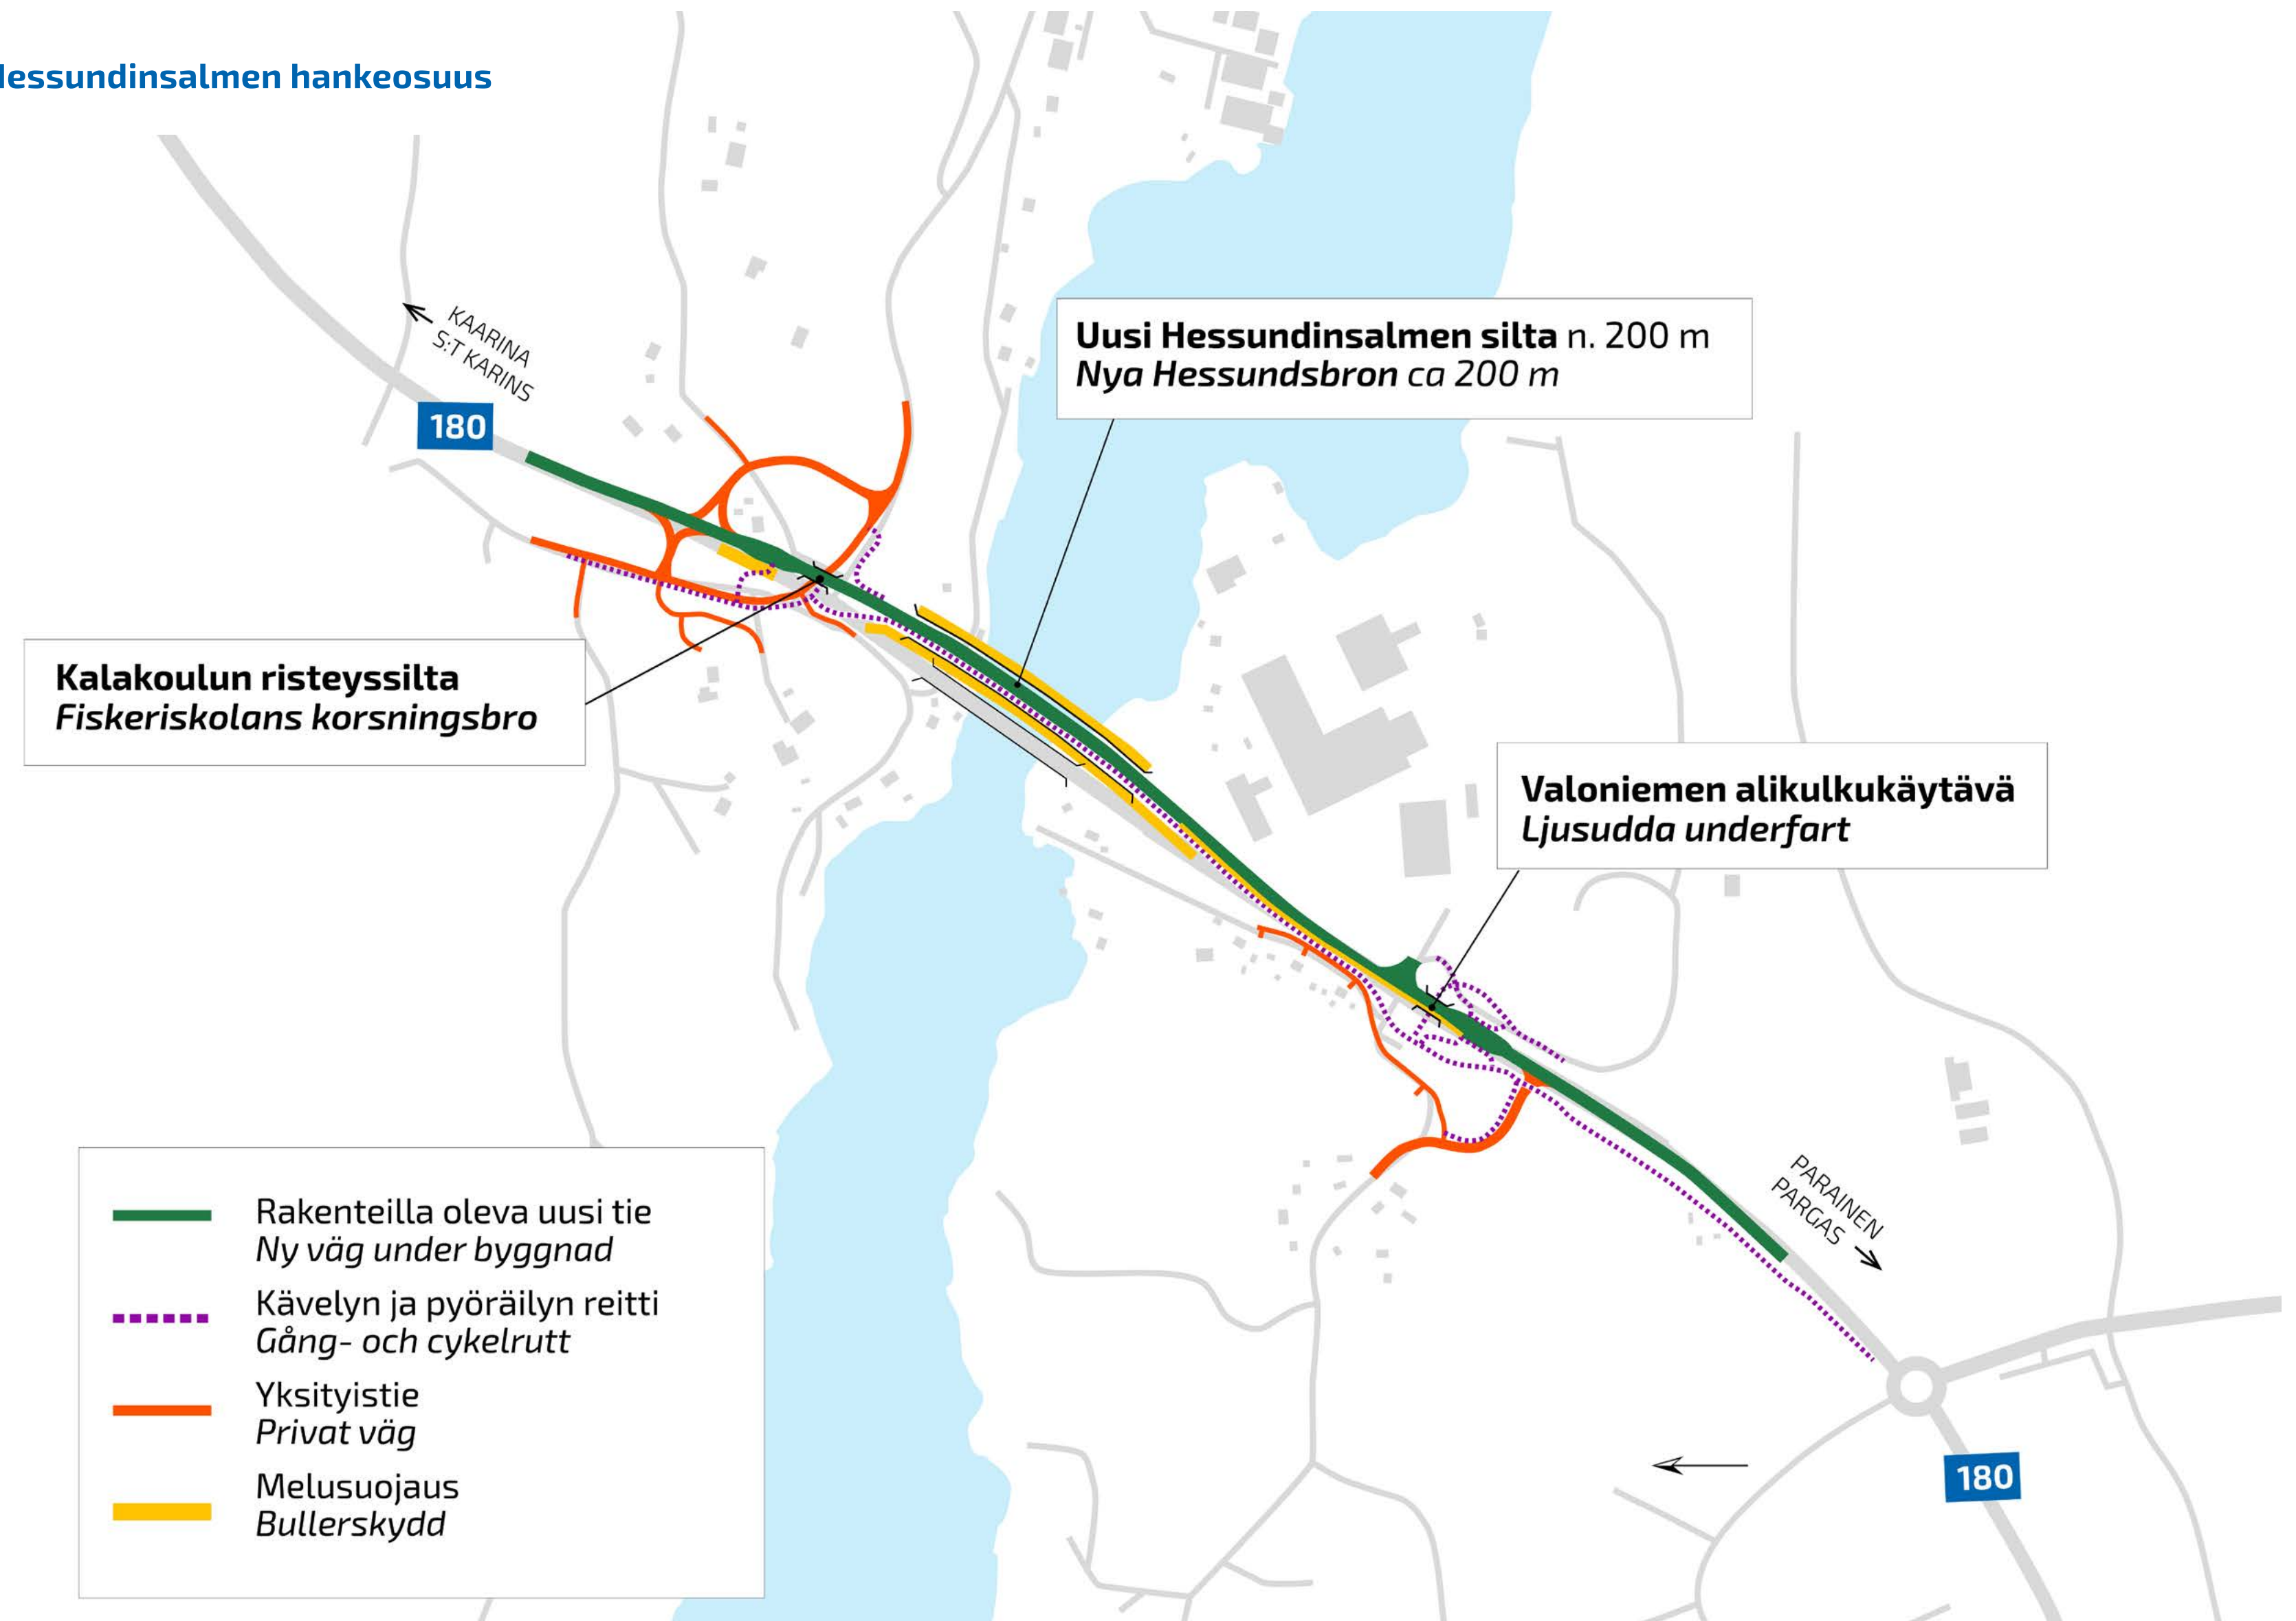 essundinsalmen hankeosuus
KAARINA
S:T KARINS
180
Uusi Hessundinsalmen silta n. 200 m
Nya Hessundsbron ca 200 m
Kalakoulun risteyssilta
Fiskeriskolans korsningsbro
Valoniemen alikulkukäytävä
Ljusudda underfart
PARAINEN
PARGAS
180
Rakenteilla oleva uusi tie
Ny väg under byggnad
Kävelyn ja pyöräilyn reitti
Gång- och cykelrutt
Yksityistie
Privat väg
Melusuojaus
Bullerskydd